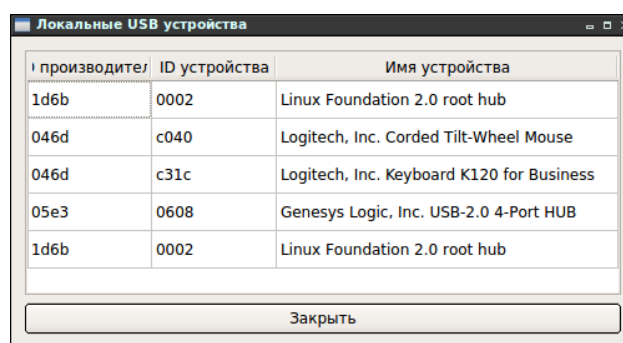 Локальные USB устройства
производител ID устройства Имя устройства
1d6b 0002 Linux Foundation 2.0 root hub
046d c040 Logitech, Inc. Corded Tilt-Wheel Mouse
046d c31c Logitech, Inc. Keyboard K120 for Business
05e3 0608 Genesys Logic, Inc. USB-2.0 4-Port HUB
1d6b 0002 Linux Foundation 2.0 root hub
Закрыть